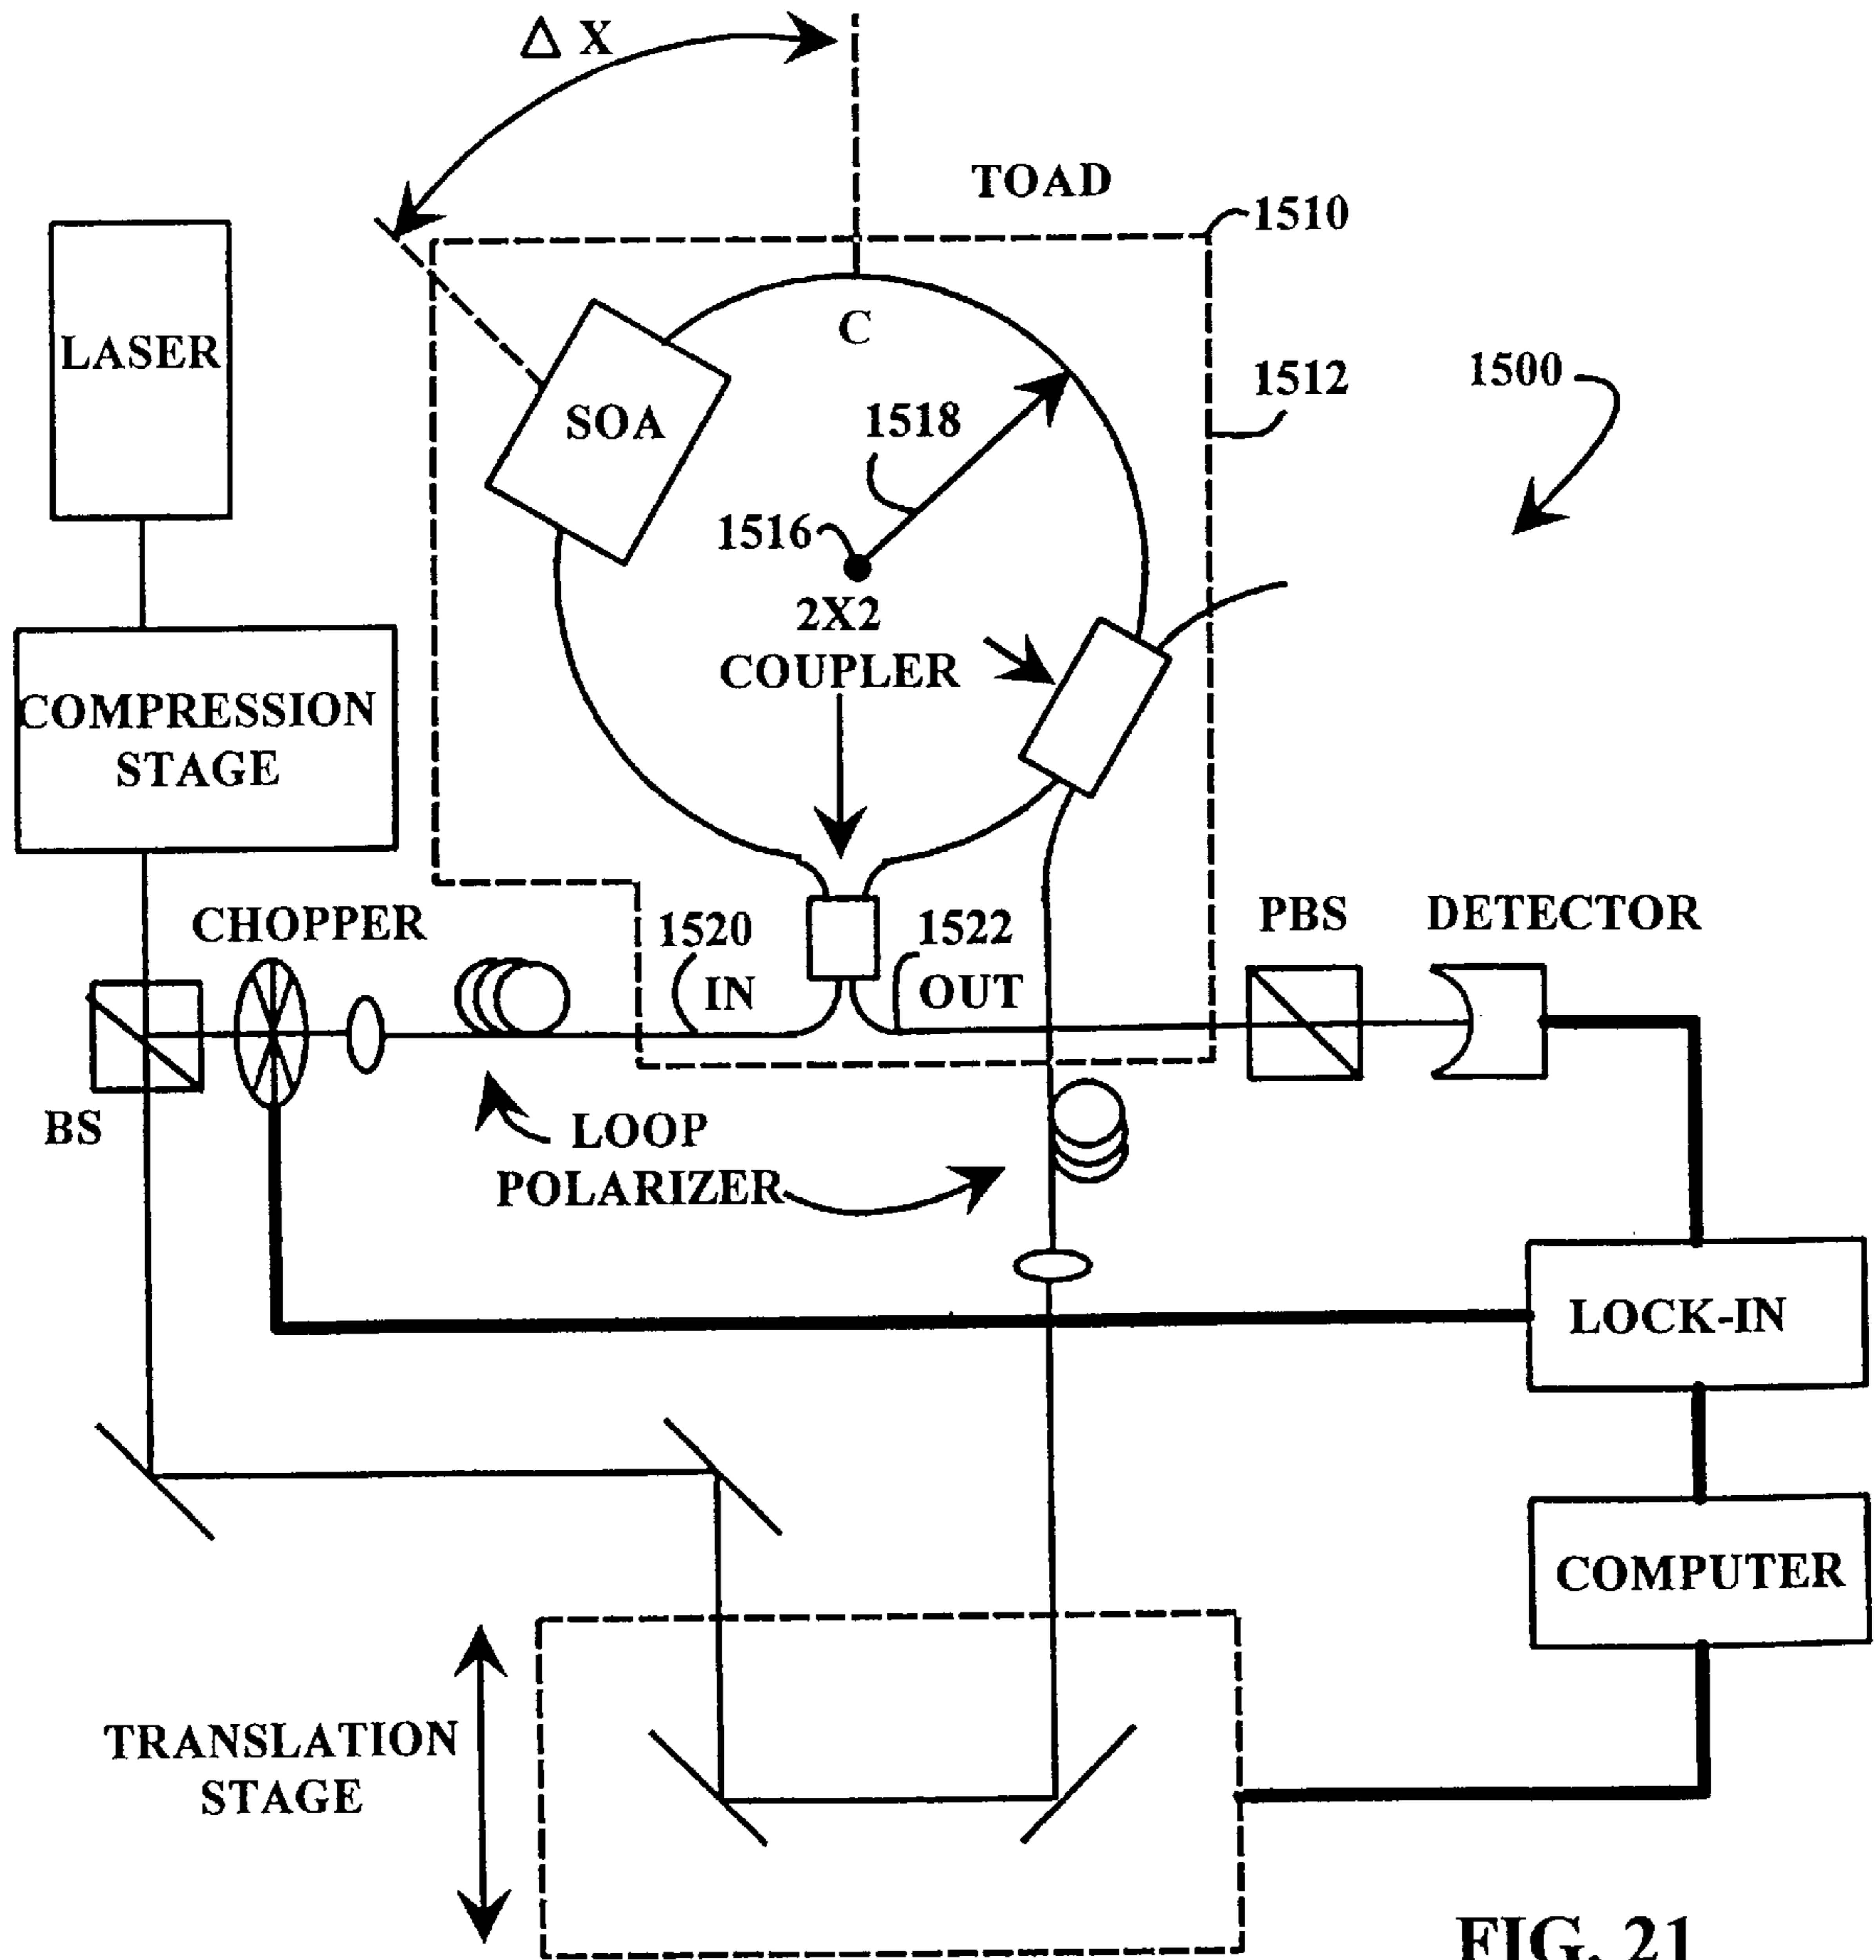 Δ X
TOAD
1510
LASER
C
1512
1500
SOA
1518
1516
2X2
COUPLER
COMPRESSION
STAGE
CHOPPER
1520
IN
1522
OUT
PBS
DETECTOR
BS
LOOP
POLARIZER
LOCK-IN
COMPUTER
TRANSLATION
STAGE
FIG. 21